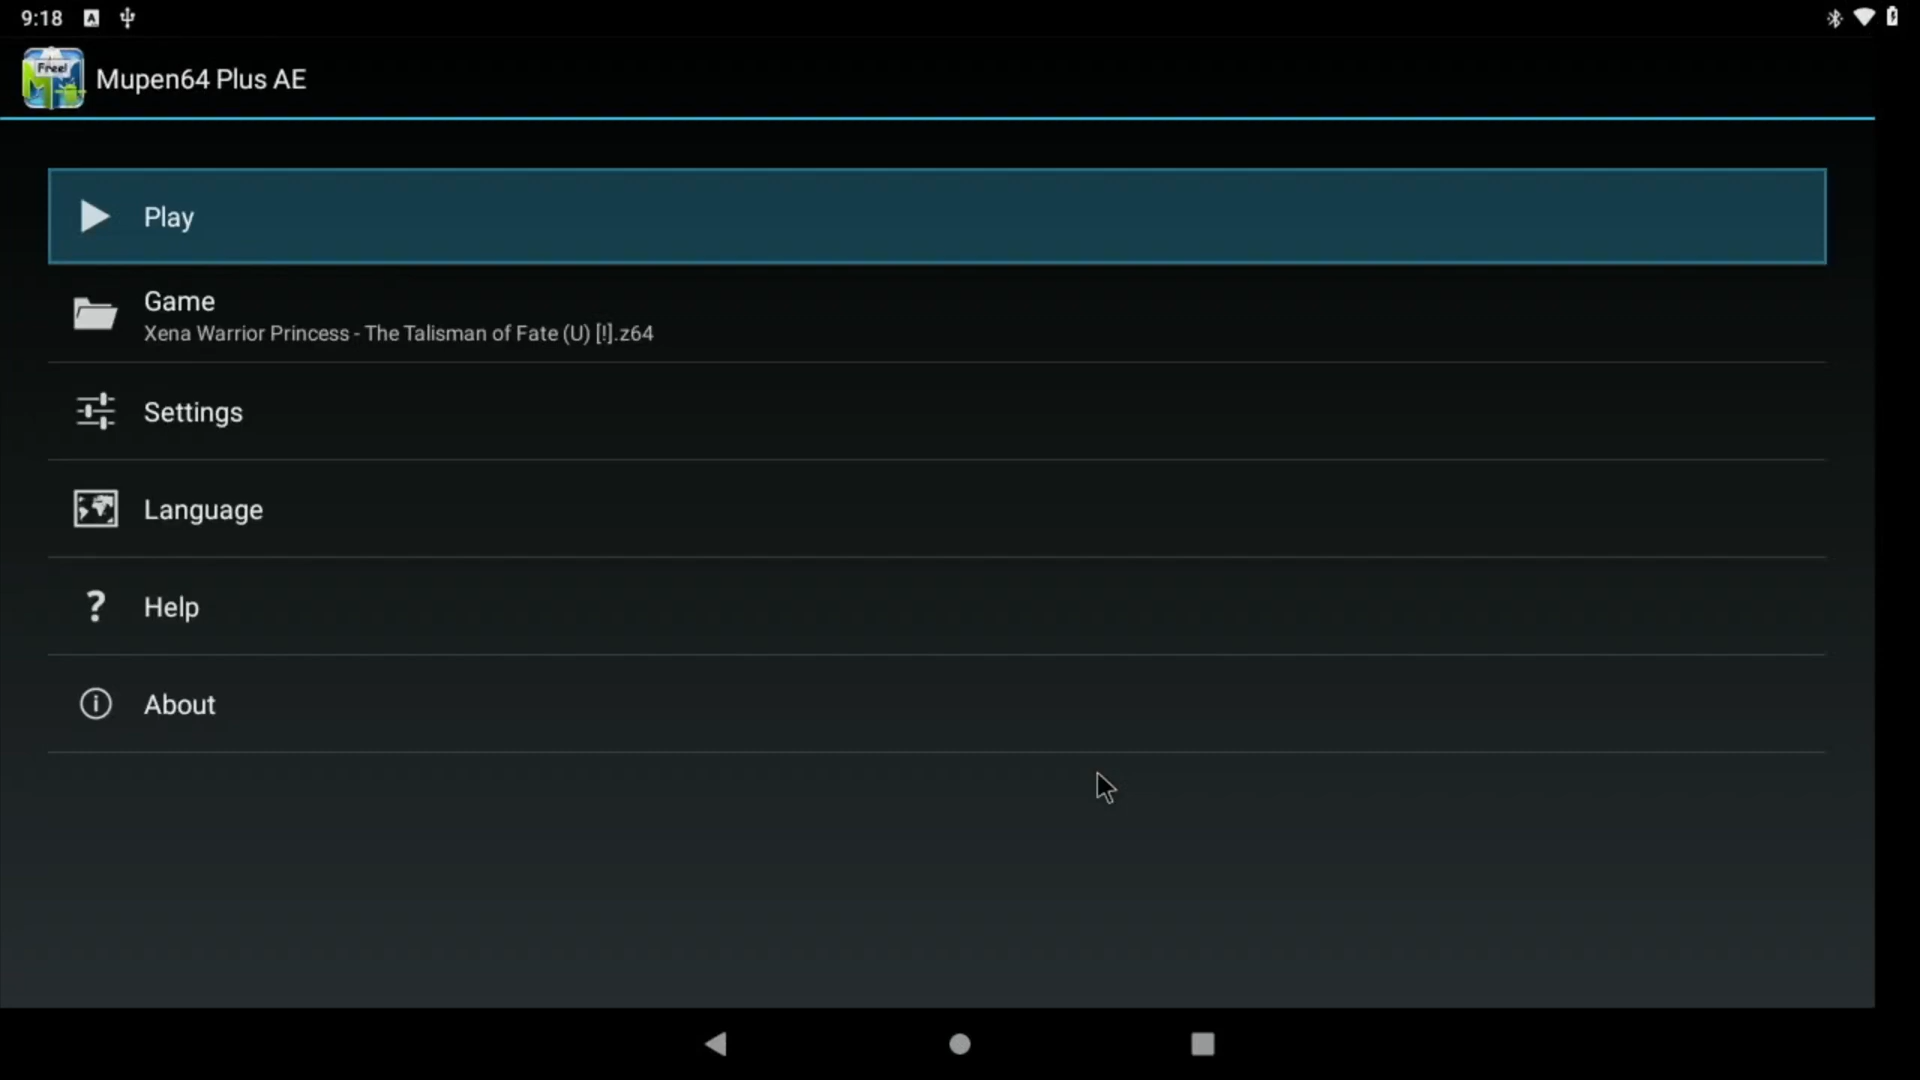 9:18
Free!
Mupen64 Plus AE
Play
Game
Xena Warrior Princess - The Talisman of Fate (U) [!].z64
Settings
Language
Help
About